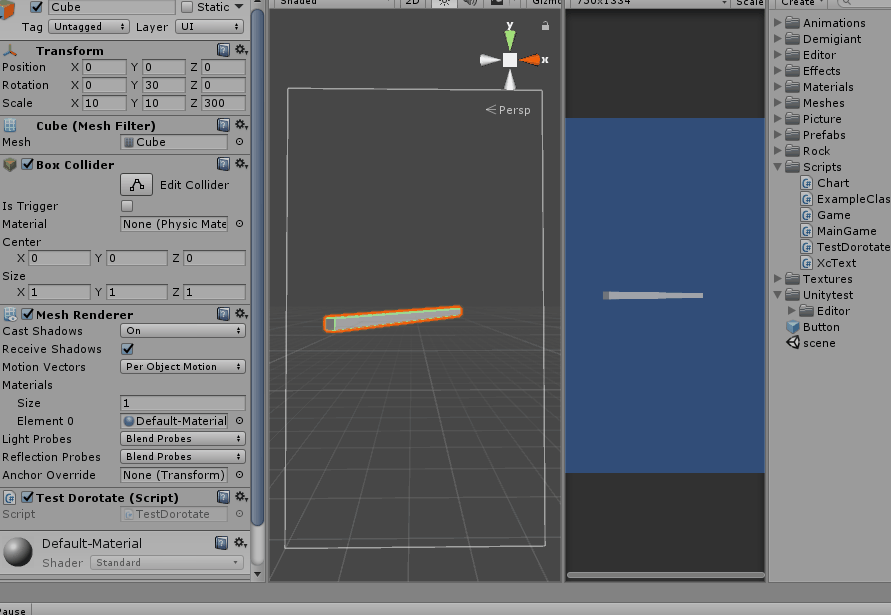 Cube Static
Tag Untagged Layer UI
Transform
Position X 0 Y 0 Z 0
Rotation X 0 Y 30 Z 0
Scale X 10 Y 10 Z 300
Cube (Mesh Filter)
Mesh Cube
Box Collider
Edit Collider
Is Trigger
Material None (Physic Mate
Center
X 0 Y 0 Z 0
Size
X 1 Y 1 Z 1
Mesh Renderer
Cast Shadows On
Receive Shadows
Motion Vectors Per Object Motion
Materials
Size 1
Element 0 Default-Material
Light Probes Blend Probes
Reflection Probes Blend Probes
Anchor Override None (Transform)
Test Dorotate (Script)
Script TestDorotate
Default-Material
Shader Standard
Pause
Shaded 2D Gizmo
y
x
Persp
750x1334 Scale
Create
Animations
Demigiant
Editor
Effects
Materials
Meshes
Picture
Prefabs
Rock
Scripts
Chart
ExampleClas
Game
MainGame
TestDorotate
XcText
Textures
Unitytest
Editor
Button
scene